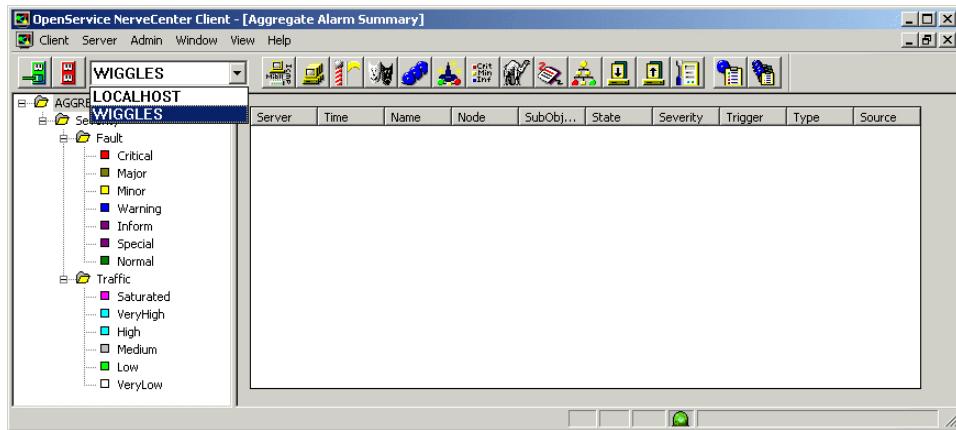 OpenService NerveCenter Client - [Aggregate Alarm Summary]
Client Server Admin Window View Help
WIGGLES
LOCALHOST
WIGGLES
AGGRE
Se
Fault
Critical
Major
Minor
Warning
Inform
Special
Normal
Traffic
Saturated
VeryHigh
High
Medium
Low
VeryLow
Server Time Name Node SubObj... State Severity Trigger Type Source